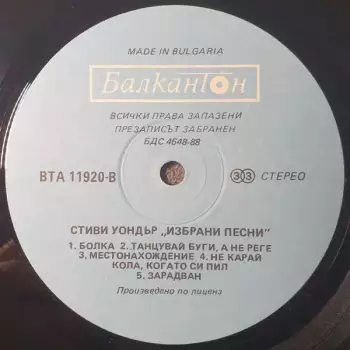 MADE IN BULGARIA
Балкантон
ВСИЧКИ ПРАВА ЗАПАЗЕНИ
ПРЕЗАПИСЪТ ЗАБРАНЕН
БДС 4648-88
ВТА 11920-В
33 СТЕРЕО
СТИВИ УОНДЪР „ИЗБРАНИ ПЕСНИ"
1. БОЛКА 2. ТАНЦУВАЙ БУГИ, А НЕ РЕГЕ
3. МЕСТОНАХОЖДЕНИЕ 4. НЕ КАРАЙ
КОЛА, КОГАТО СИ ПИЛ
5. ЗАРАДВАН
Произведено по лиценз